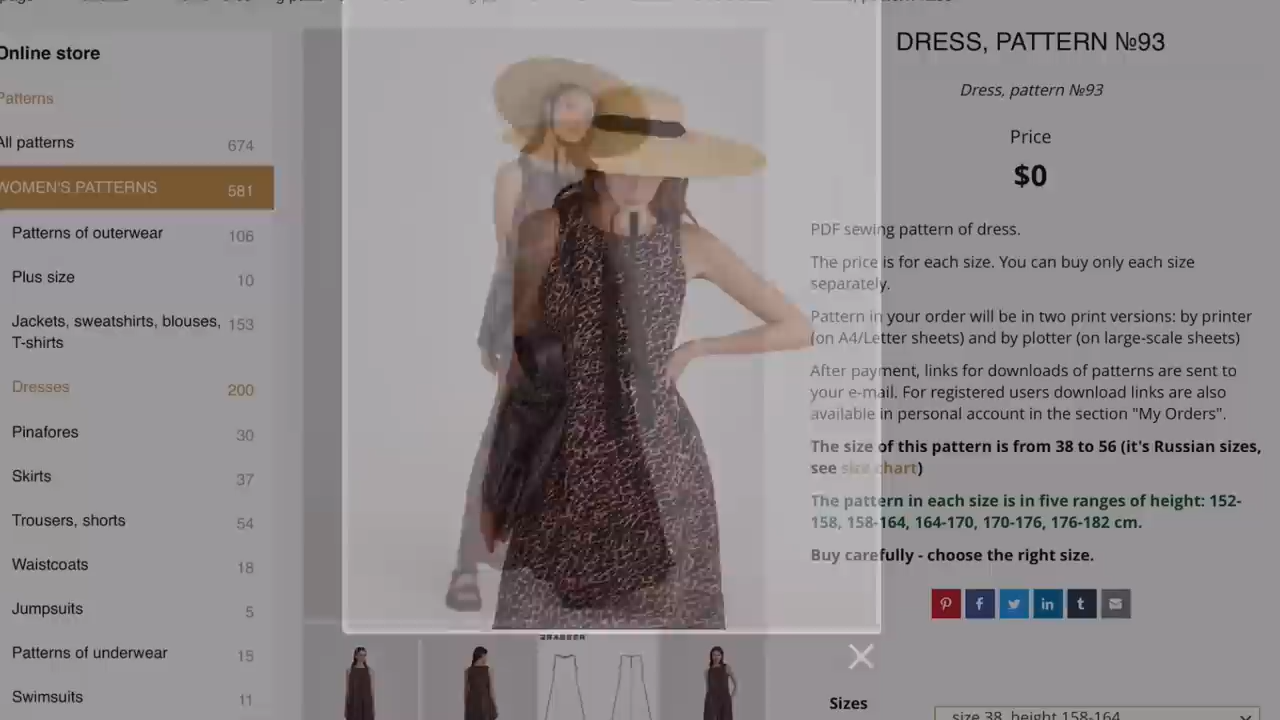 Online store
Patterns
All patterns 674
WOMEN'S PATTERNS 581
Patterns of outerwear 106
Plus size 10
Jackets, sweatshirts, blouses, 153
T-shirts
Dresses 200
Pinafores 30
Skirts 37
Trousers, shorts 54
Waistcoats 18
Jumpsuits 5
Patterns of underwear 15
Swimsuits 11
DRESS, PATTERN №93
Dress, pattern №93
Price
$0
PDF sewing pattern of dress.
The price is for each size. You can buy only each size
separately.
Pattern in your order will be in two print versions: by printer
(on A4/Letter sheets) and by plotter (on large-scale sheets)
After payment, links for downloads of patterns are sent to
your e-mail. For registered users download links are also
available in personal account in the section "My Orders".
The size of this pattern is from 38 to 56 (it's Russian sizes,
see size chart)
The pattern in each size is in five ranges of height: 152-
158, 158-164, 164-170, 170-176, 176-182 cm.
Buy carefully - choose the right size.
Sizes
size 38, height 158-164